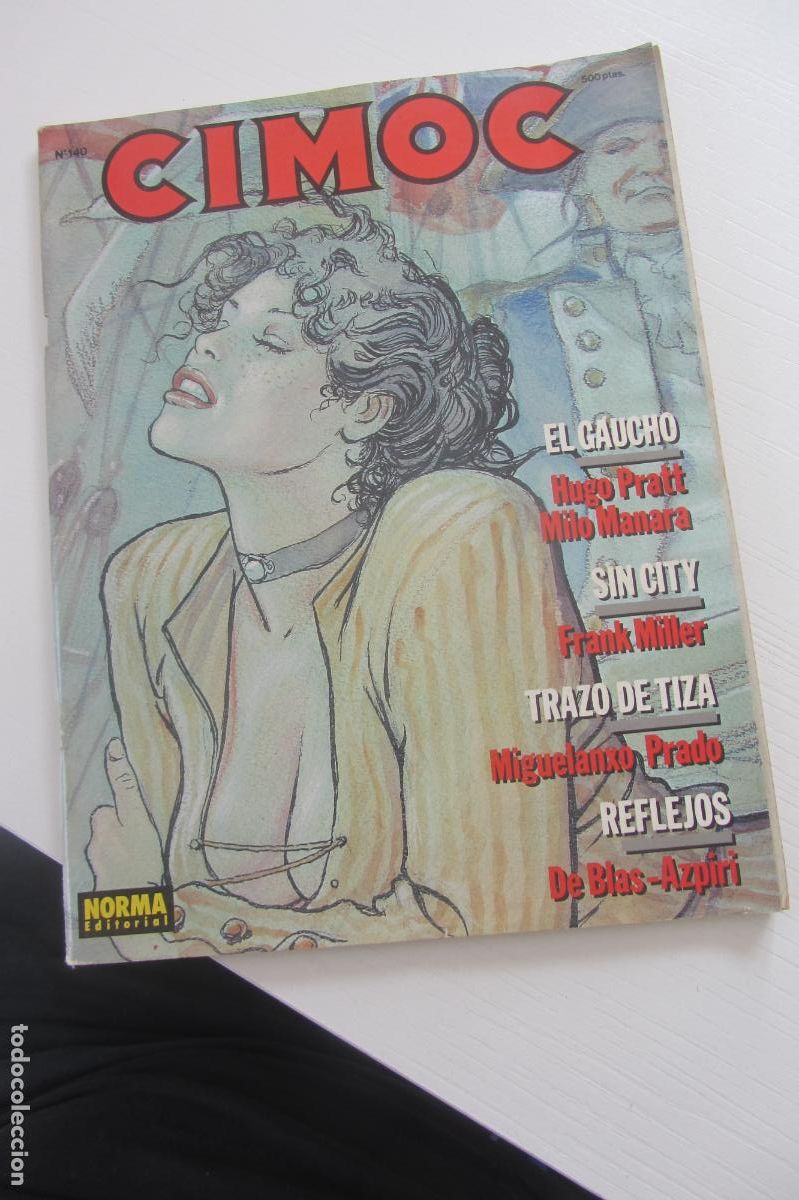 500 ptas.
Nº 140
CIMOC
EL GAUCHO
Hugo Pratt
Milo Manara
SIN CITY
Frank Miller
TRAZO DE TIZA
Miguelanxo Prado
REFLEJOS
De Blas-Azpiri
NORMA
Editorial
todocoleccion